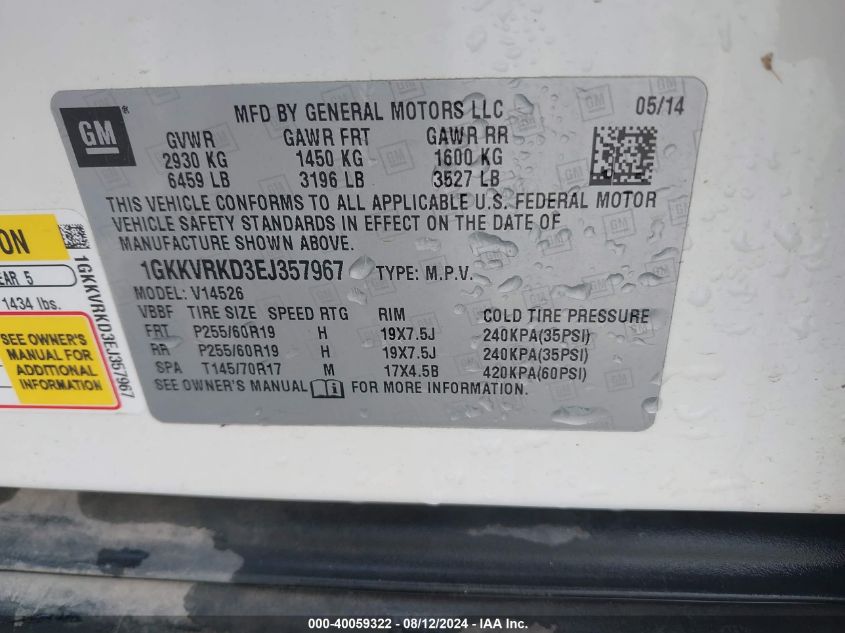 GM
MFD BY GENERAL MOTORS LLC 05/14
GVWR GAWR FRT GAWR RR
2930 KG 1450 KG 1600 KG
6459 LB 3196 LB 3527 LB
THIS VEHICLE CONFORMS TO ALL APPLICABLE U.S. FEDERAL MOTOR
VEHICLE SAFETY STANDARDS IN EFFECT ON THE DATE OF
MANUFACTURE SHOWN ABOVE.
1GKKVRKD3EJ357967 TYPE: M.P.V.
MODEL: V14526
VBBF TIRE SIZE SPEED RTG RIM COLD TIRE PRESSURE
FRT P255/60R19 H 19X7.5J 240KPA(35PSI)
RR P255/60R19 H 19X7.5J 240KPA(35PSI)
SPA T145/70R17 M 17X4.5B 420KPA(60PSI)
SEE OWNER'S MANUAL FOR MORE INFORMATION.
ON
EAR 5
1434 lbs.
SEE OWNER'S
MANUAL FOR
ADDITIONAL
INFORMATION
1GKKVRKD3EJ357967
000-40059322 - 08/12/2024 - IAA Inc.